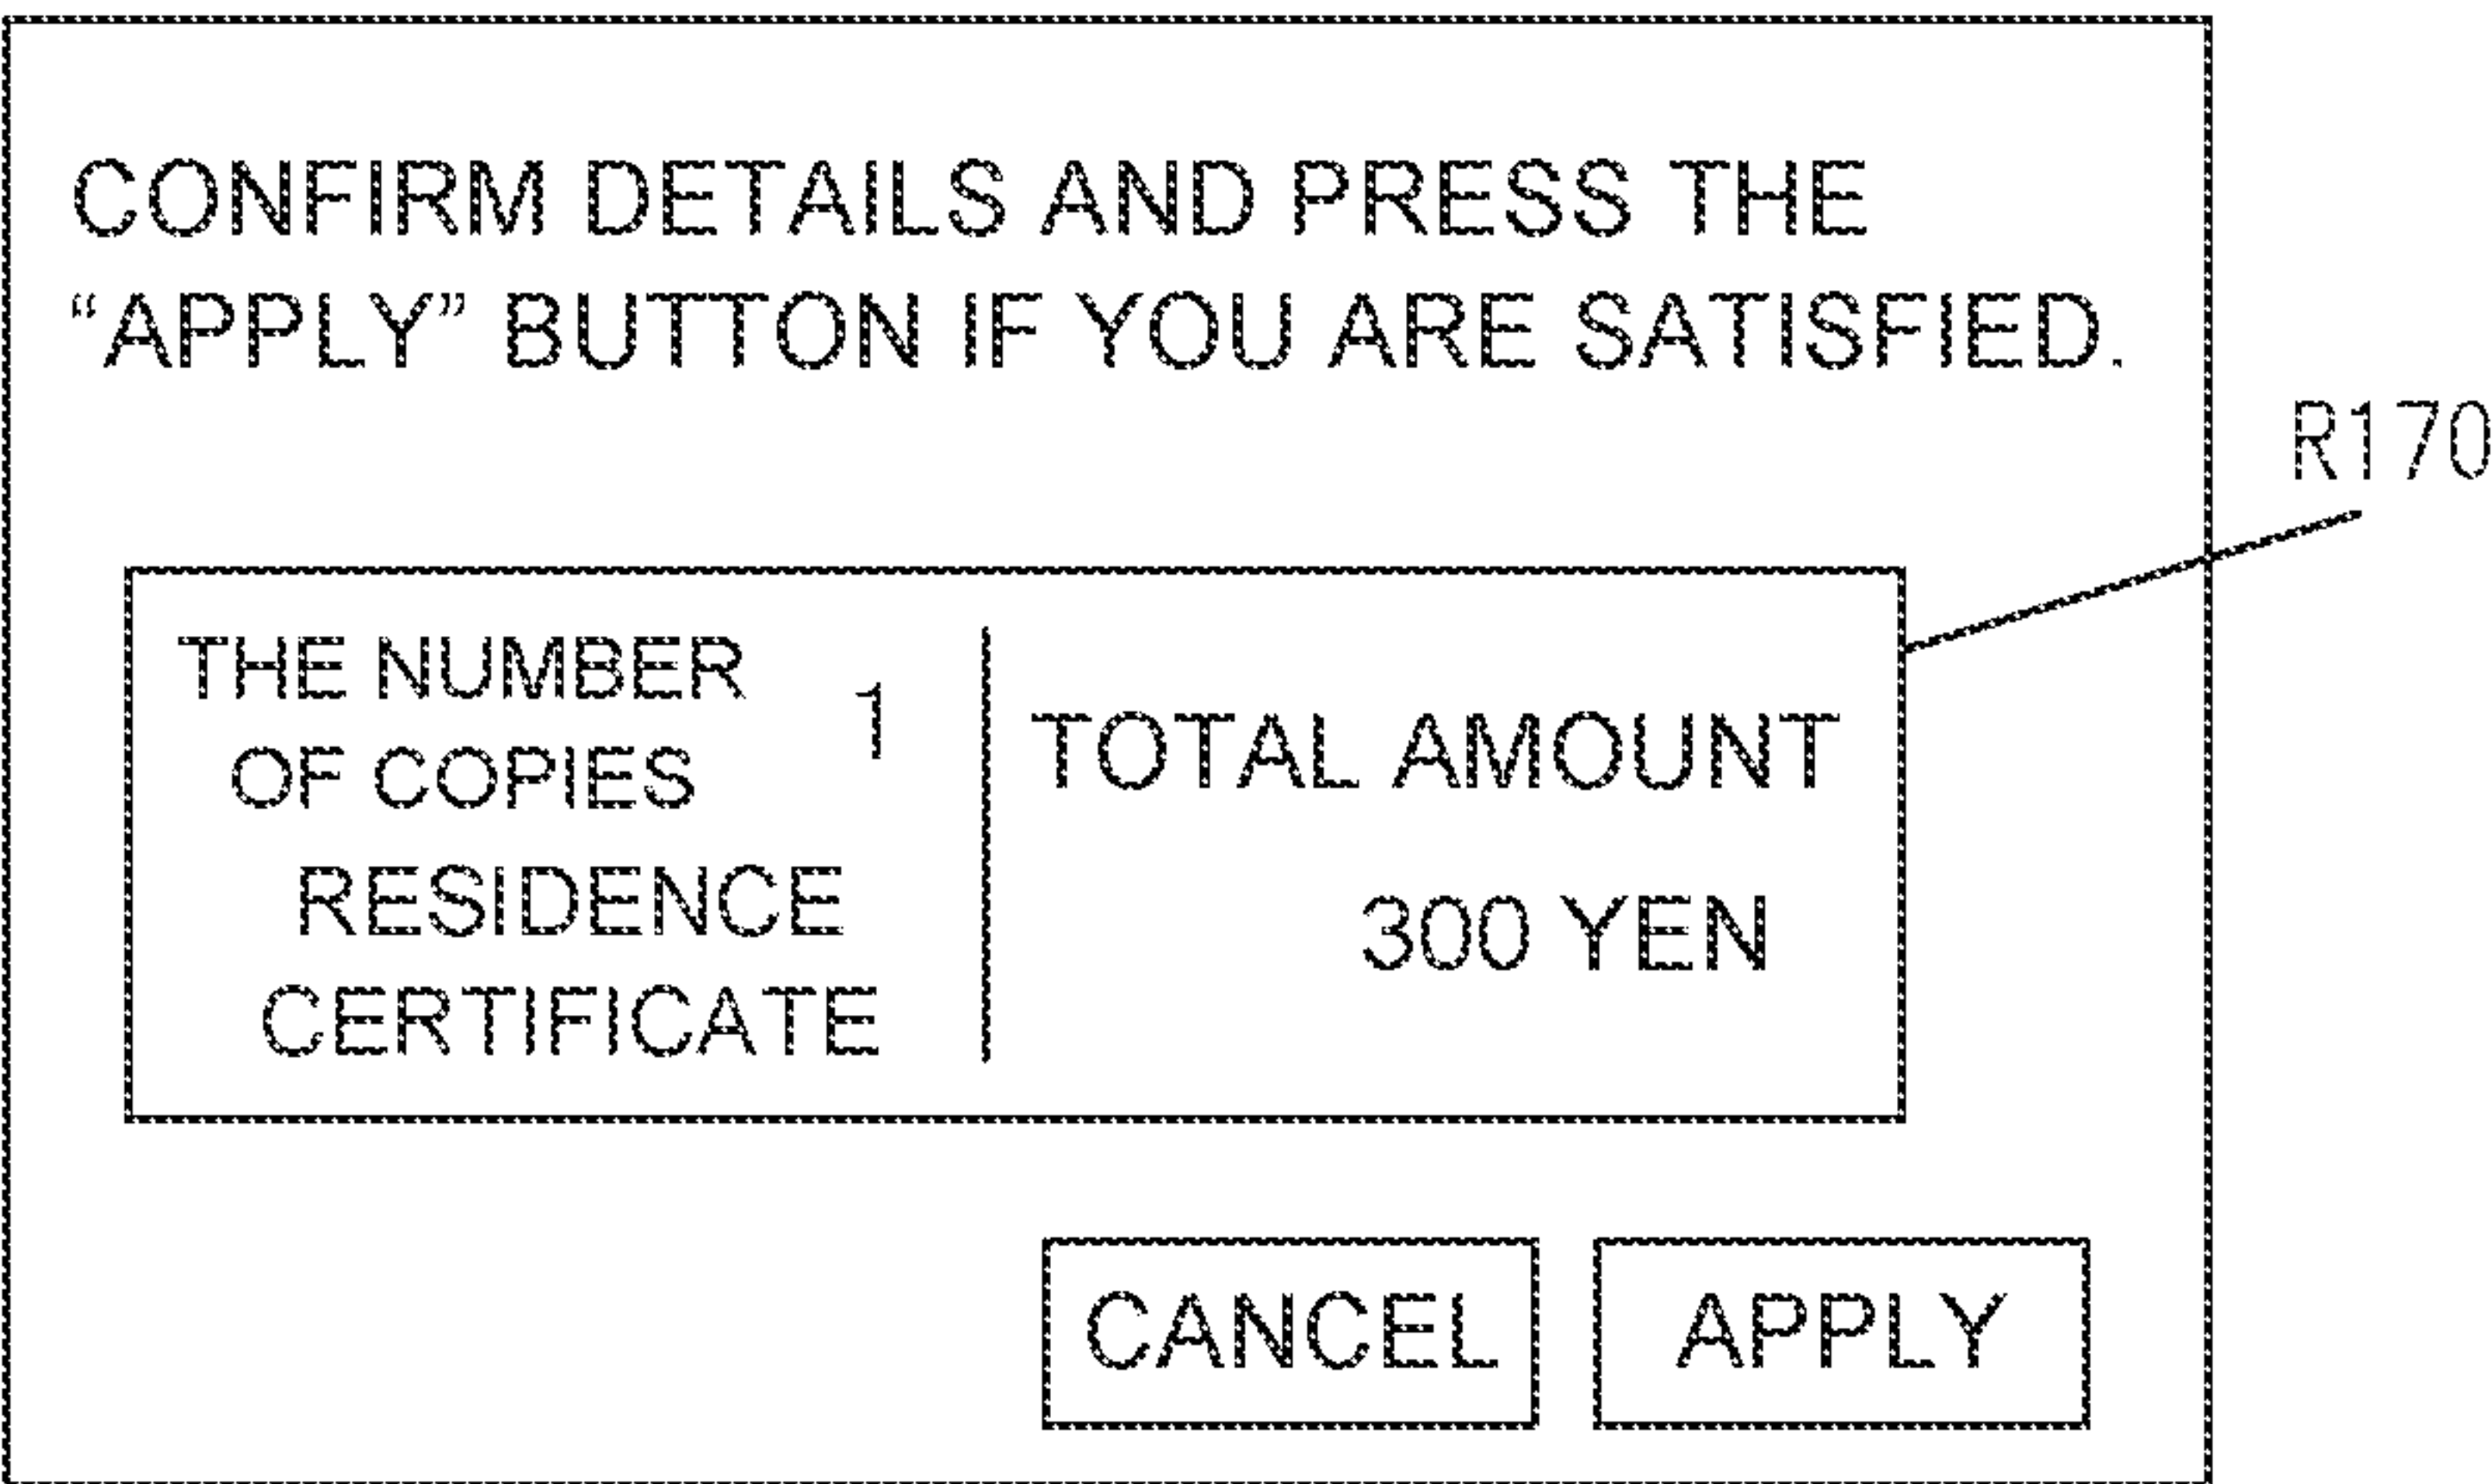 CONFIRM DETAILS AND PRESS THE
“APPLY” BUTTON IF YOU ARE SATISFIED.
R170
THE NUMBER
OF COPIES 1
RESIDENCE
CERTIFICATE
TOTAL AMOUNT
300 YEN
CANCEL
APPLY